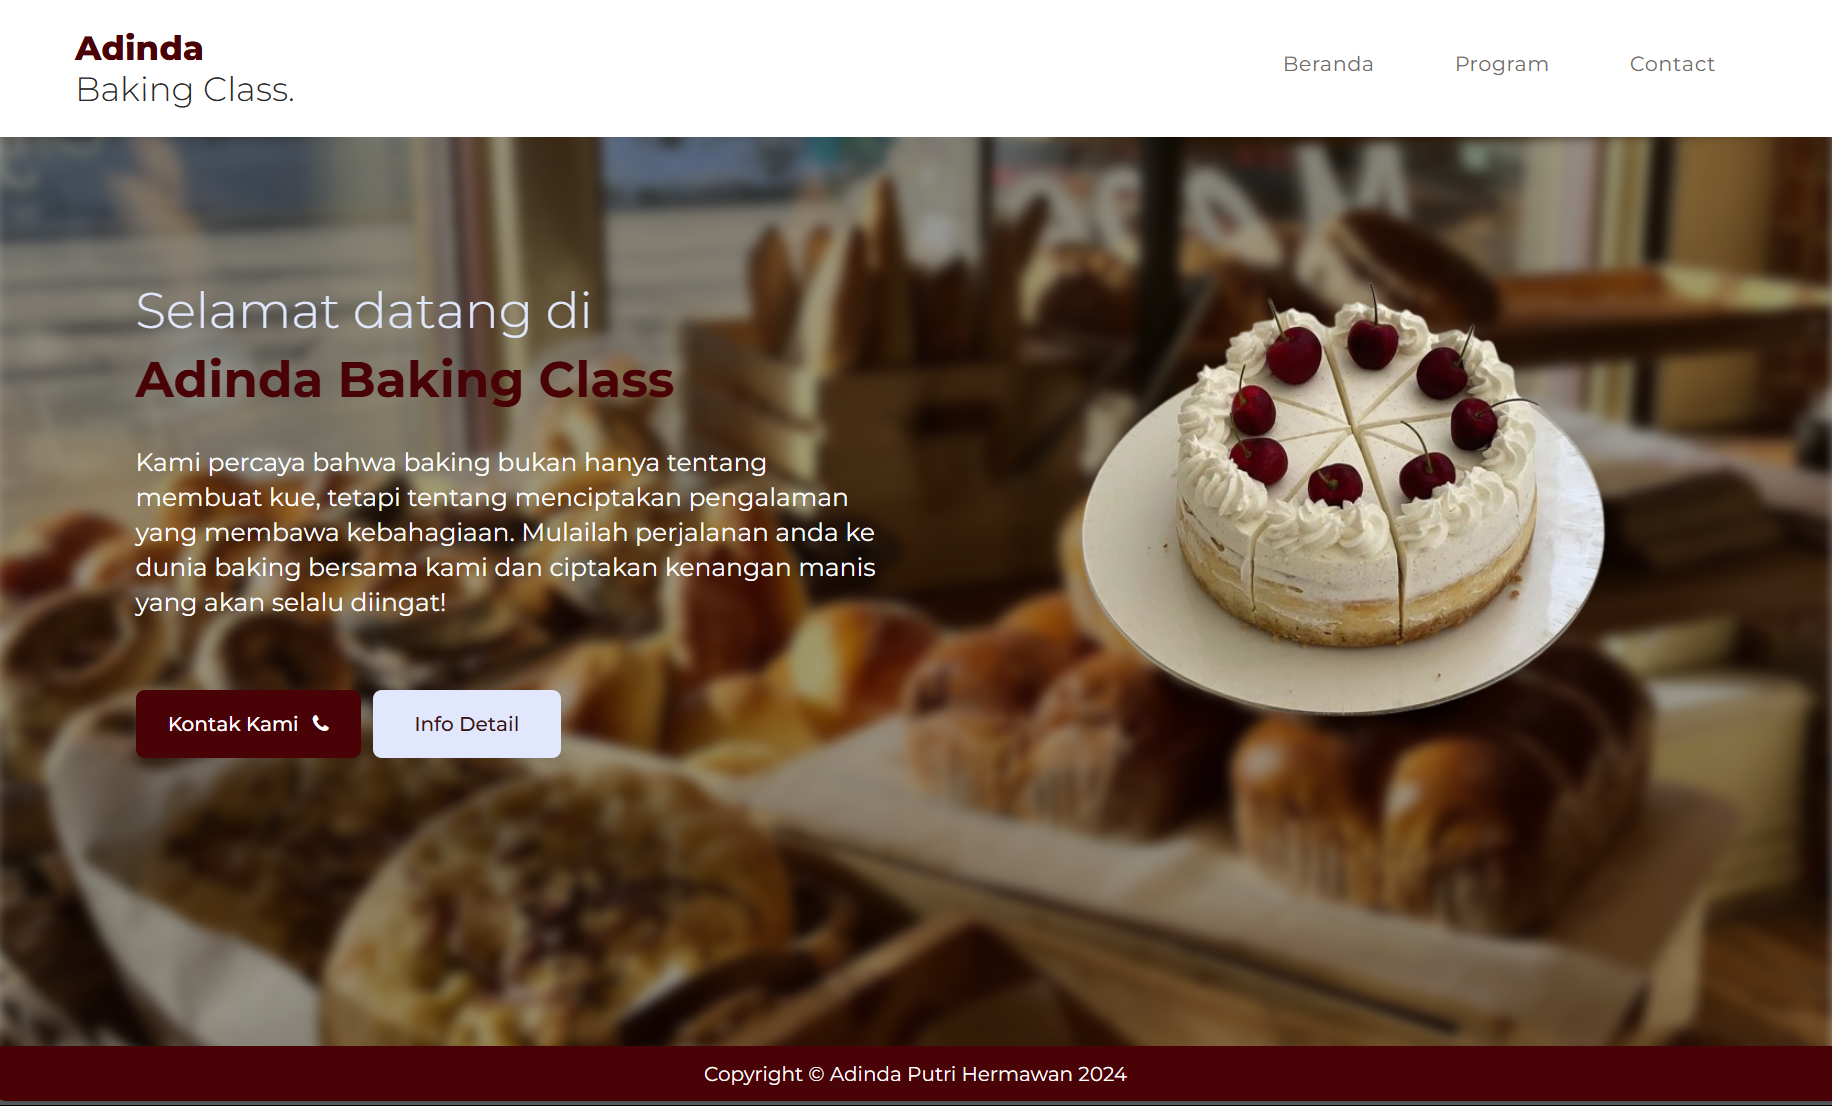 Adinda
Baking Class.
Beranda
Program
Contact
Selamat datang di
Adinda Baking Class
Kami percaya bahwa baking bukan hanya tentang
membuat kue, tetapi tentang menciptakan pengalaman
yang membawa kebahagiaan. Mulailah perjalanan anda ke
dunia baking bersama kami dan ciptakan kenangan manis
yang akan selalu diingat!
Kontak Kami
Info Detail
Copyright © Adinda Putri Hermawan 2024